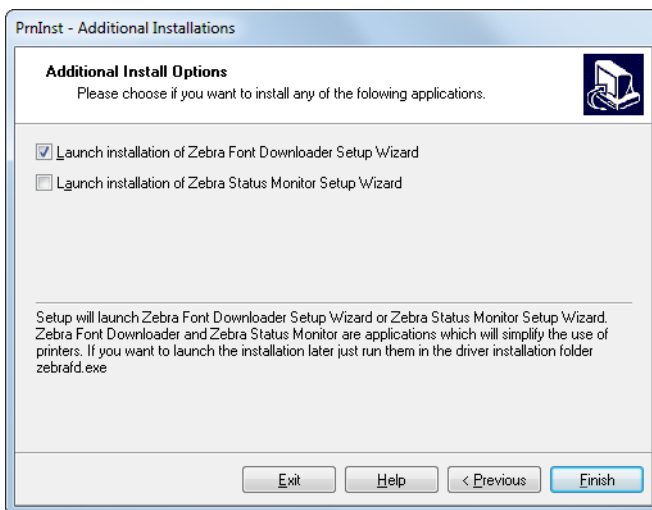 PrnInst - Additional Installations
Additional Install Options
Please choose if you want to install any of the folowing applications.
Launch installation of Zebra Font Downloader Setup Wizard
Launch installation of Zebra Status Monitor Setup Wizard
Setup will launch Zebra Font Downloader Setup Wizard or Zebra Status Monitor Setup Wizard.
Zebra Font Downloader and Zebra Status Monitor are applications which will simplify the use of
printers. If you want to launch the installation later just run them in the driver installation folder
zebrafd.exe
Exit Help < Previous Finish